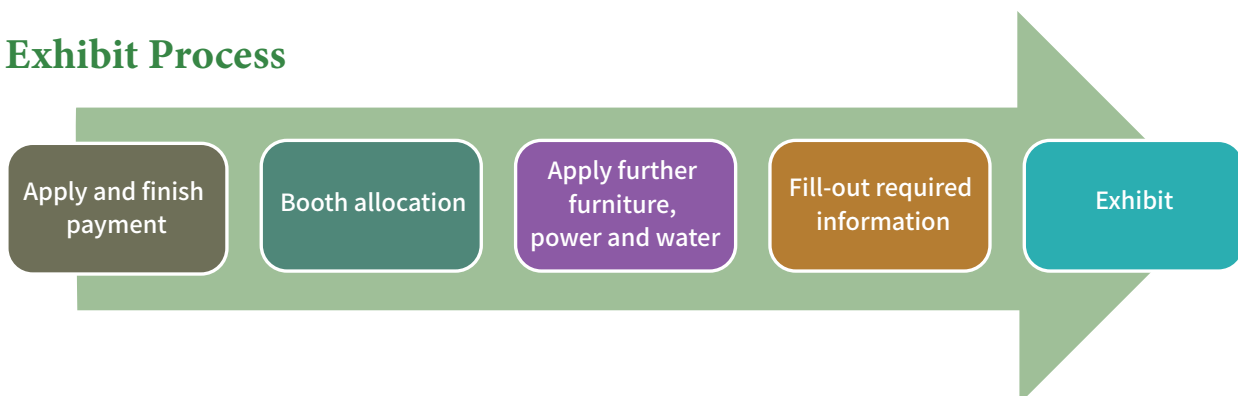 Exhibit Process
Apply and finish
payment
Booth allocation
Apply further
furniture,
power and water
Fill-out required
information
Exhibit